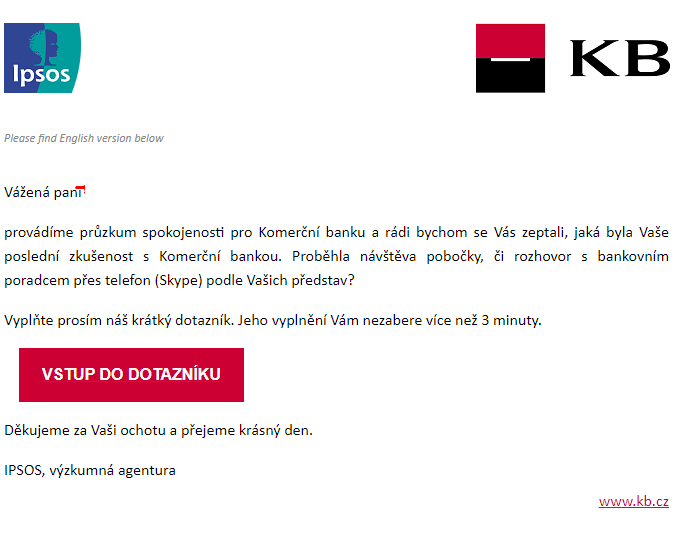 Ipsos
KB
Please find English version below
Vážená paní
provádíme průzkum spokojenosti pro Komerční banku a rádi bychom se Vás zeptali, jaká byla Vaše
poslední zkušenost s Komerční bankou. Proběhla návštěva pobočky, či rozhovor s bankovním
poradcem přes telefon (Skype) podle Vašich představ?
Vyplňte prosím náš krátký dotazník. Jeho vyplnění Vám nezabere více než 3 minuty.
VSTUP DO DOTAZNÍKU
Děkujeme za Vaši ochotu a přejeme krásný den.
IPSOS, výzkumná agentura
www.kb.cz